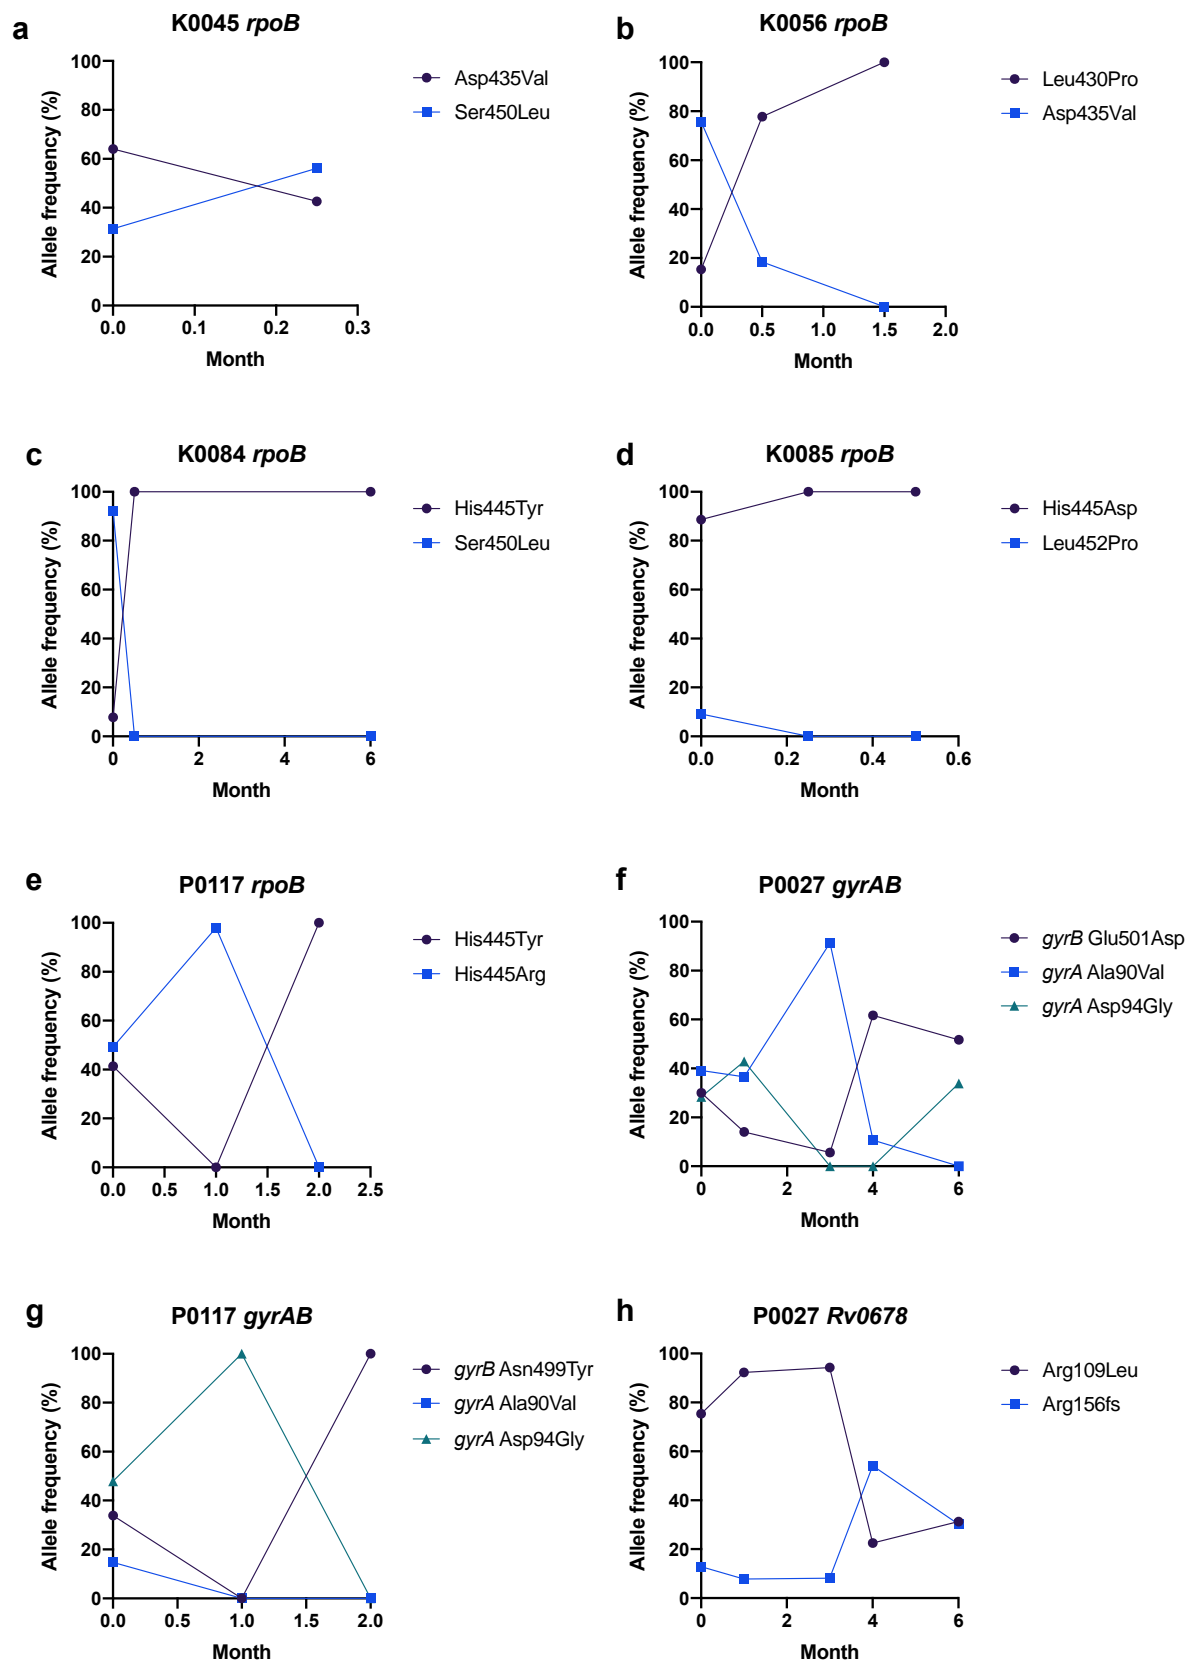 a
K0045 rpoB
100
80
60
40
20
0
0.0 0.1 0.2 0.3
Allele frequency (%)
Month
Asp435Val
Ser450Leu
b
K0056 rpoB
100
80
60
40
20
0
0.0 0.5 1.0 1.5 2.0
Allele frequency (%)
Month
Leu430Pro
Asp435Val
c
K0084 rpoB
100
80
60
40
20
0
0 2 4 6
Allele frequency (%)
Month
His445Tyr
Ser450Leu
d
K0085 rpoB
100
80
60
40
20
0
0.0 0.2 0.4 0.6
Allele frequency (%)
Month
His445Asp
Leu452Pro
e
P0117 rpoB
100
80
60
40
20
0
0.0 0.5 1.0 1.5 2.0 2.5
Allele frequency (%)
Month
His445Tyr
His445Arg
f
P0027 gyrAB
100
80
60
40
20
0
0 2 4 6
Allele frequency (%)
Month
gyrB Glu501Asp
gyrA Ala90Val
gyrA Asp94Gly
g
P0117 gyrAB
100
80
60
40
20
0
0.0 0.5 1.0 1.5 2.0
Allele frequency (%)
Month
gyrB Asn499Tyr
gyrA Ala90Val
gyrA Asp94Gly
h
P0027 Rv0678
100
80
60
40
20
0
0 2 4 6
Allele frequency (%)
Month
Arg109Leu
Arg156fs